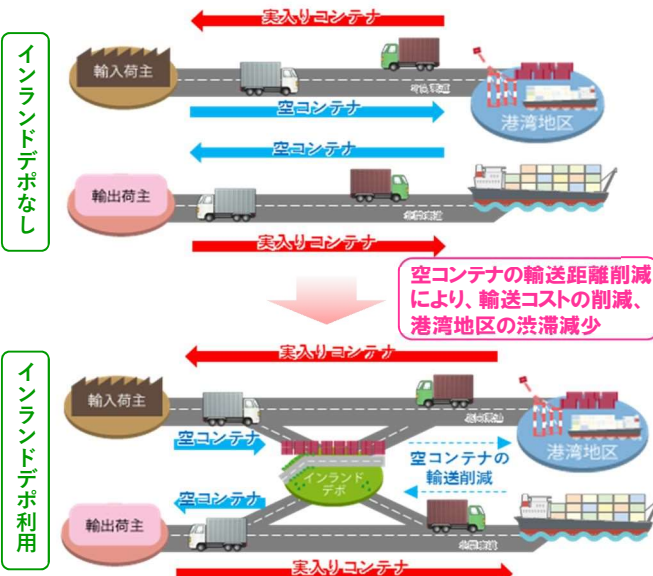 実入りコンテナ
インランドデポなし
輸入荷主
空コンテナ
港湾地区
空コンテナ
輸出荷主
実入りコンテナ
空コンテナの輸送距離削減
により、輸送コストの削減、
港湾地区の渋滞減少
実入りコンテナ
インランドデポ利用
輸入荷主
空コンテナ
インランド
デポ
空コンテナの
輸送削減
港湾地区
空コンテナ
輸出荷主
実入りコンテナ